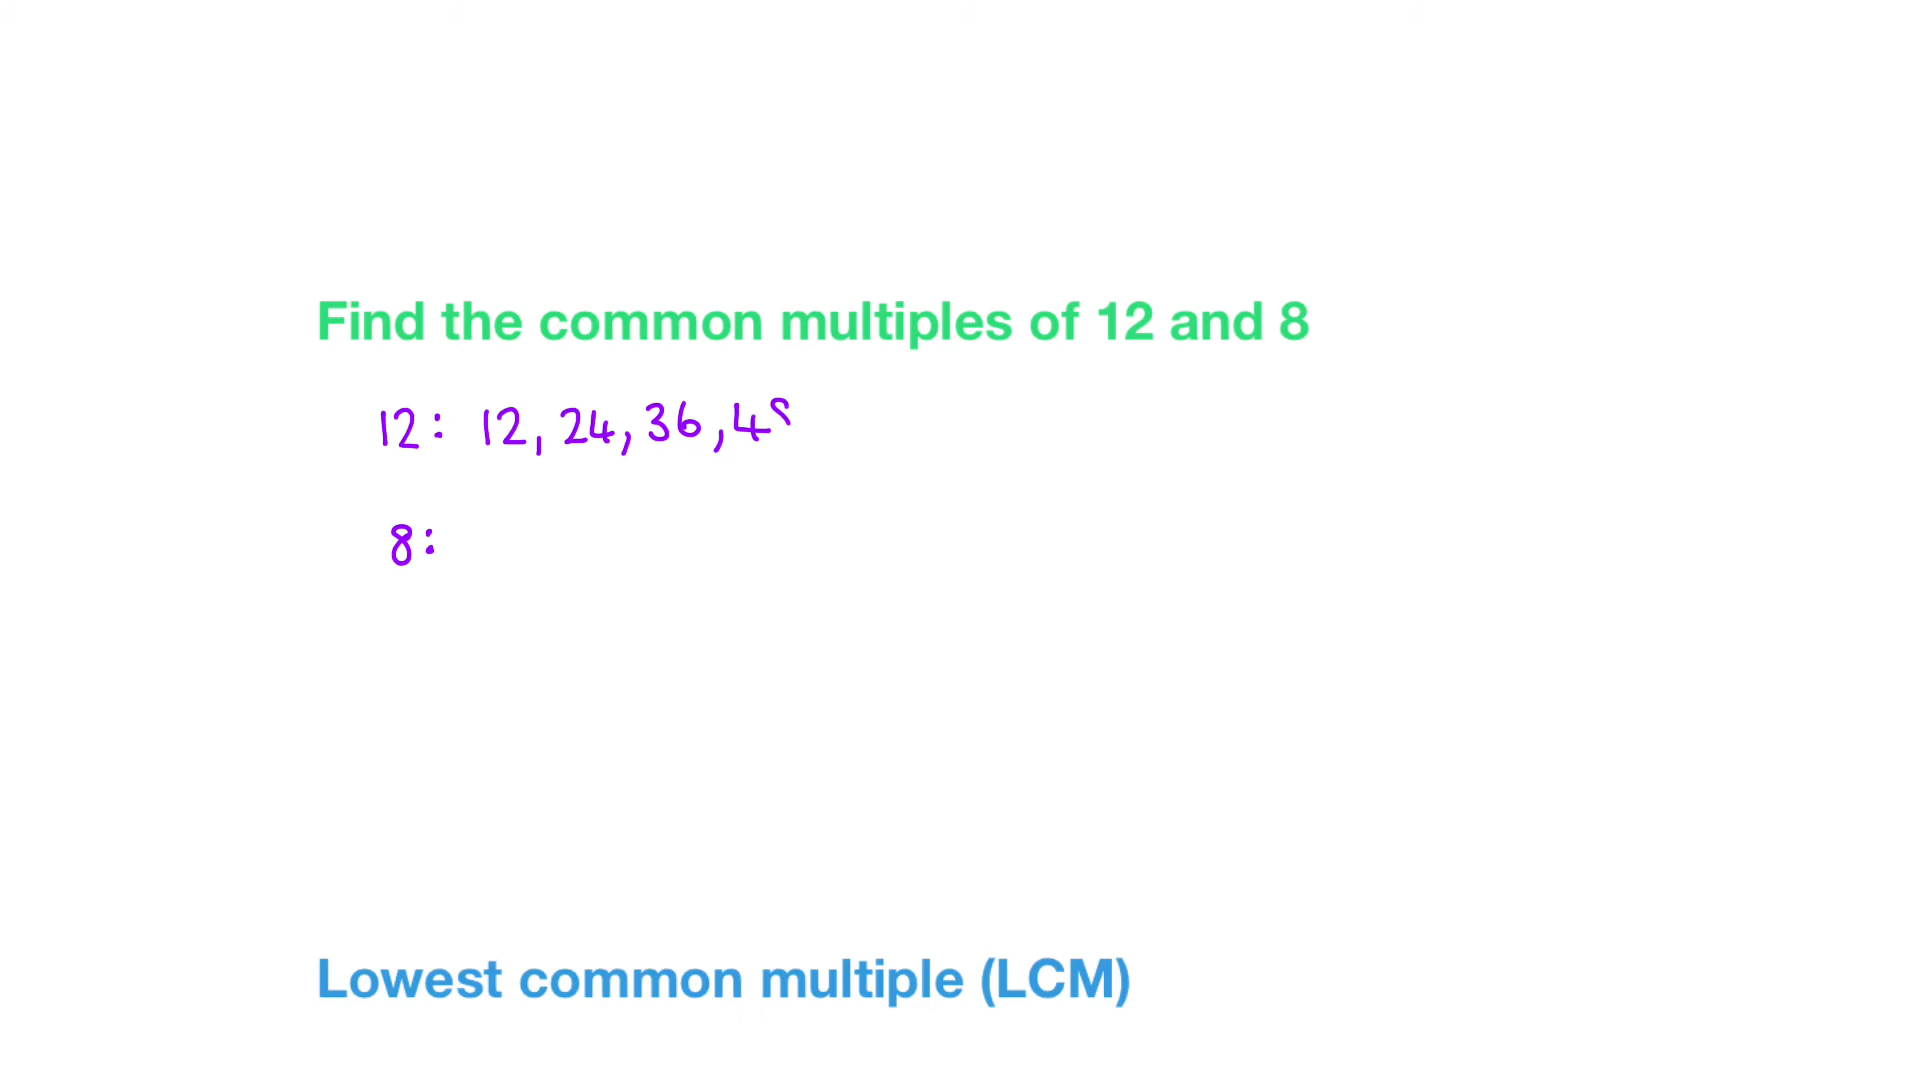 Find the common multiples of 12 and 8
12: 12, 24, 36, 4
8:
Lowest common multiple (LCM)